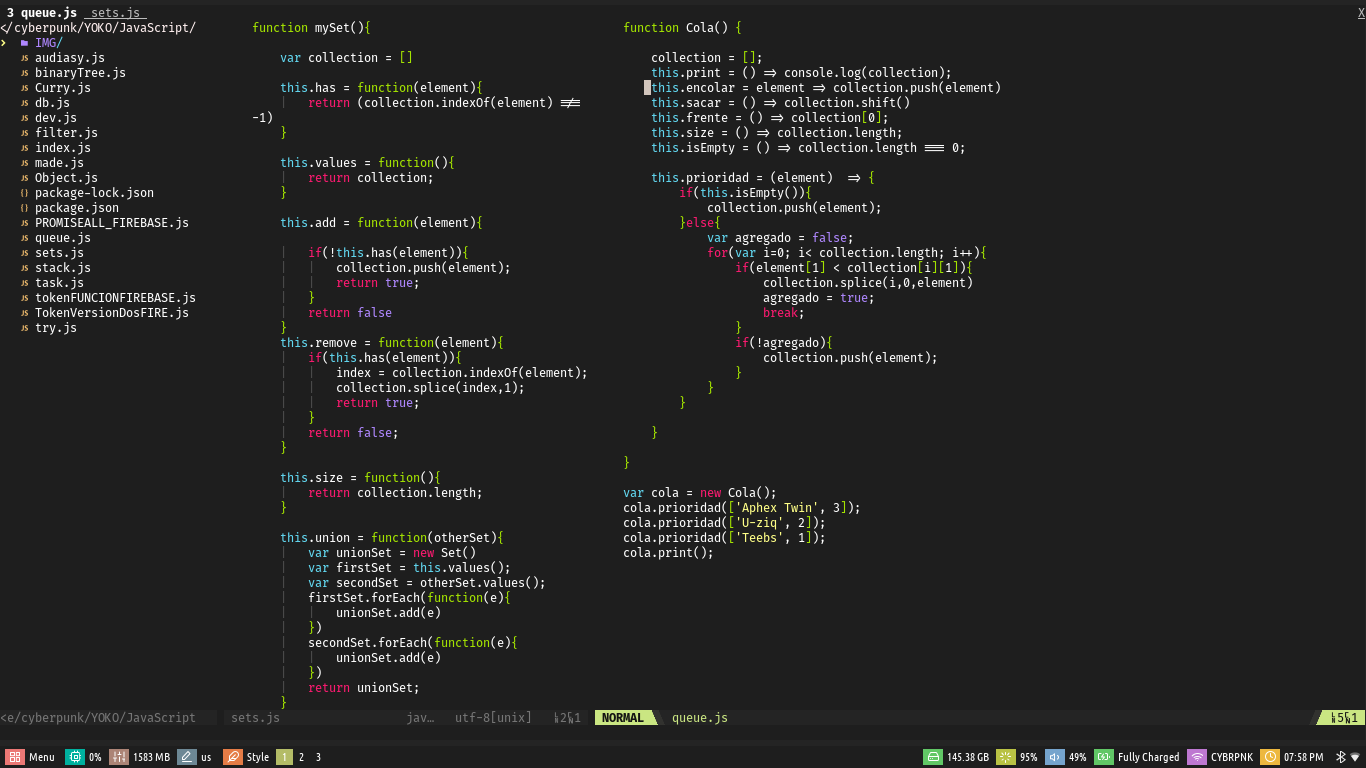 3 queue.js  sets.js  X
</cyberpunk/YOKO/JavaScript/
IMG/
audiasy.js
binaryTree.js
Curry.js
db.js
dev.js
filter.js
index.js
made.js
Object.js
package-lock.json
package.json
PROMISEALL_FIREBASE.js
queue.js
sets.js
stack.js
task.js
tokenFUNCIONFIREBASE.js
TokenVersionDosFIRE.js
try.js
function mySet(){
var collection = []
this.has = function(element){
return (collection.indexOf(element) !==
-1)
}
this.values = function(){
return collection;
}
this.add = function(element){
if(!this.has(element)){
collection.push(element);
return true;
}
return false
}
this.remove = function(element){
if(this.has(element)){
index = collection.indexOf(element);
collection.splice(index,1);
return true;
}
return false;
}
this.size = function(){
return collection.length;
}
this.union = function(otherSet){
var unionSet = new Set()
var firstSet = this.values();
var secondSet = otherSet.values();
firstSet.forEach(function(e){
unionSet.add(e)
})
secondSet.forEach(function(e){
unionSet.add(e)
})
return unionSet;
}
function Cola() {
collection = [];
this.print = () => console.log(collection);
this.encolar = element => collection.push(element)
this.sacar = () => collection.shift()
this.frente = () => collection[0];
this.size = () => collection.length;
this.isEmpty = () => collection.length === 0;
this.prioridad = (element)  => {
if(this.isEmpty()){
collection.push(element);
}else{
var agregado = false;
for(var i=0; i< collection.length; i++){
if(element[1] < collection[i][1]){
collection.splice(i,0,element)
agregado = true;
break;
}
if(!agregado){
collection.push(element);
}
}
}
}
}
var cola = new Cola();
cola.prioridad(['Aphex Twin', 3]);
cola.prioridad(['U-ziq', 2]);
cola.prioridad(['Teebs', 1]);
cola.print();
<e/cyberpunk/YOKO/JavaScript  sets.js  jav…  utf-8[unix]  2 1  NORMAL  queue.js  5 1
Menu  0%  1583 MB  us  Style  1  2  3  145.38 GB  95%  49%  Fully Charged  CYBRPNK  07:58 PM